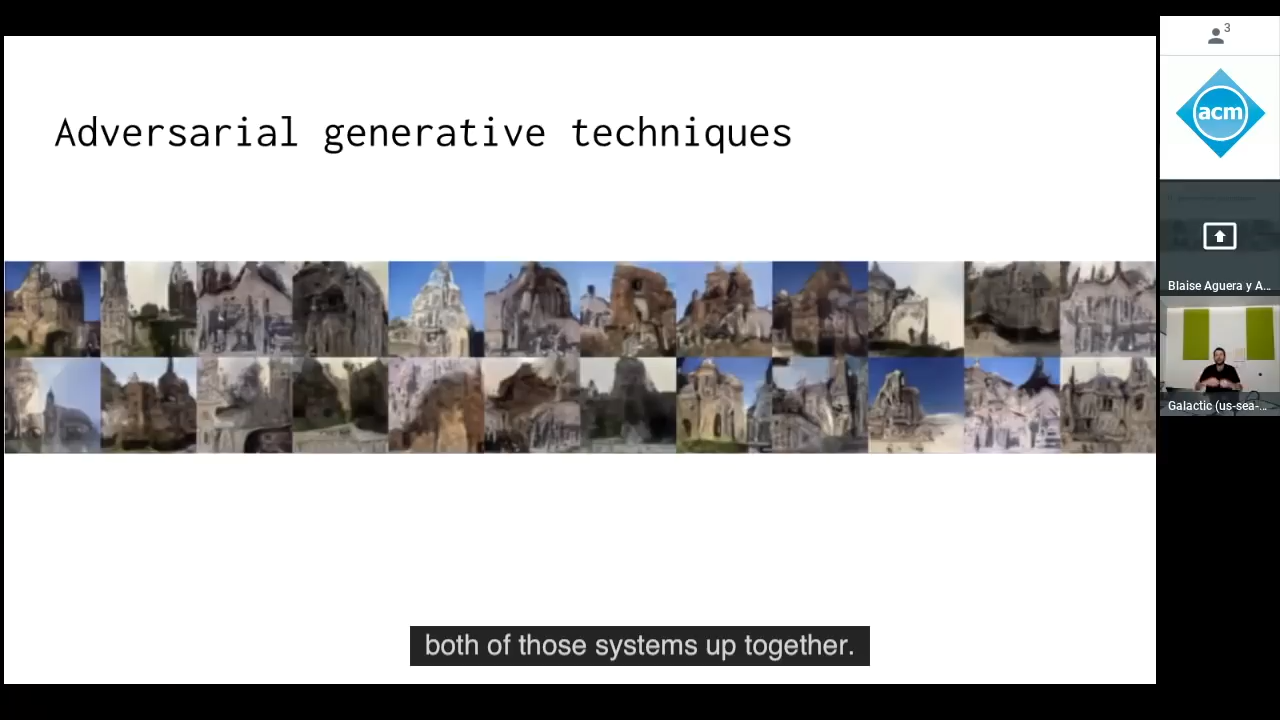 3
Adversarial generative techniques
acm
Blaise Aguera y A...
Galactic (us-sea-...
both of those systems up together.